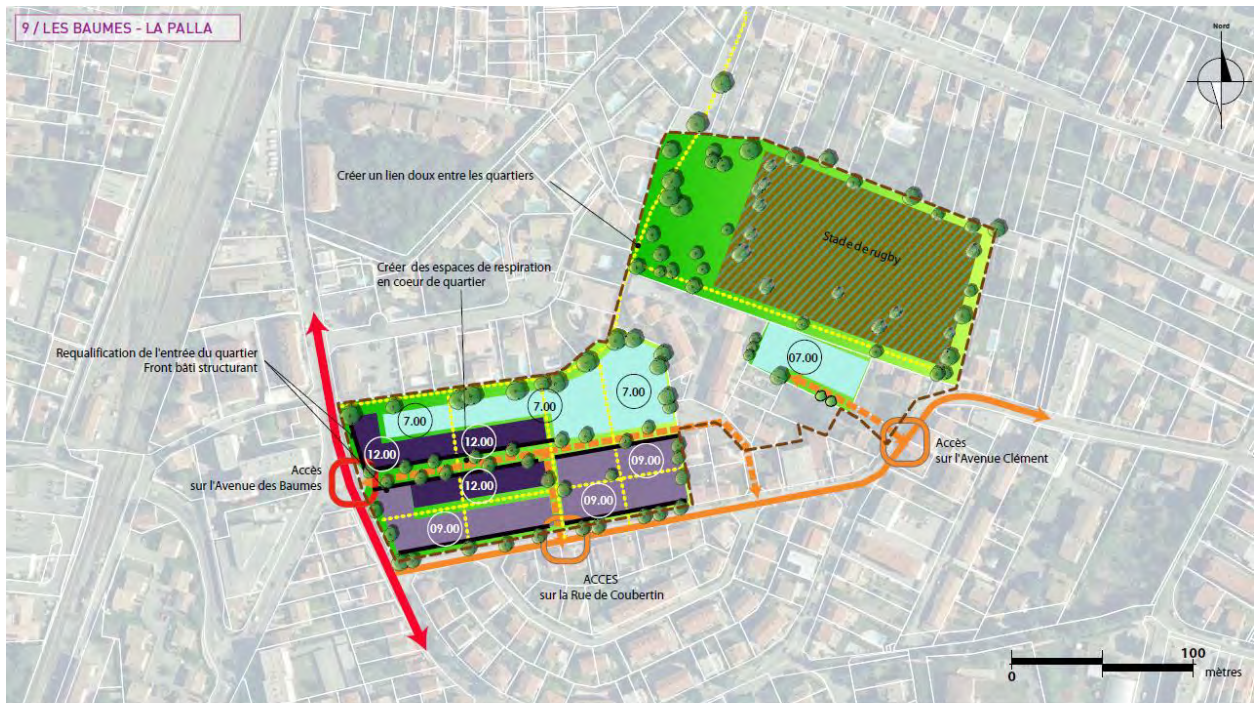 9 / LES BAUMES - LA PALLA
Nord
Créer un lien doux entre les quartiers
Stade de rugby
Créer des espaces de respiration
en coeur de quartier
Requalification de l'entrée du quartier
Front bâti structurant
07.00
7.00
7.00
7.00
12.00
12.00
12.00
09.00
09.00
09.00
Accès
sur l'Avenue des Baumes
Accès
sur l'Avenue Clément
ACCES
sur la Rue de Coubertin
100
0
mètres